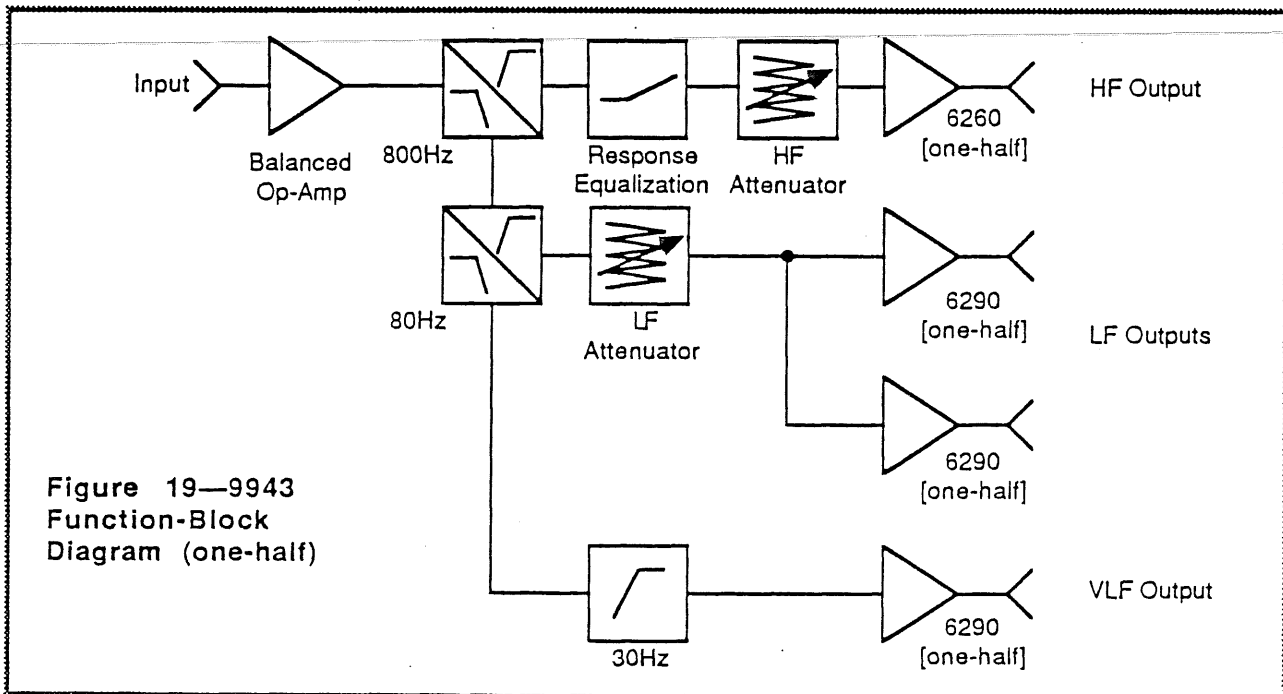 Input
Balanced
Op-Amp
800Hz
Response
Equalization
HF
Attenuator
6260
[one-half]
HF Output
80Hz
LF
Attenuator
6290
[one-half]
LF Outputs
6290
[one-half]
Figure 19—9943
Function-Block
Diagram (one-half)
30Hz
6290
[one-half]
VLF Output